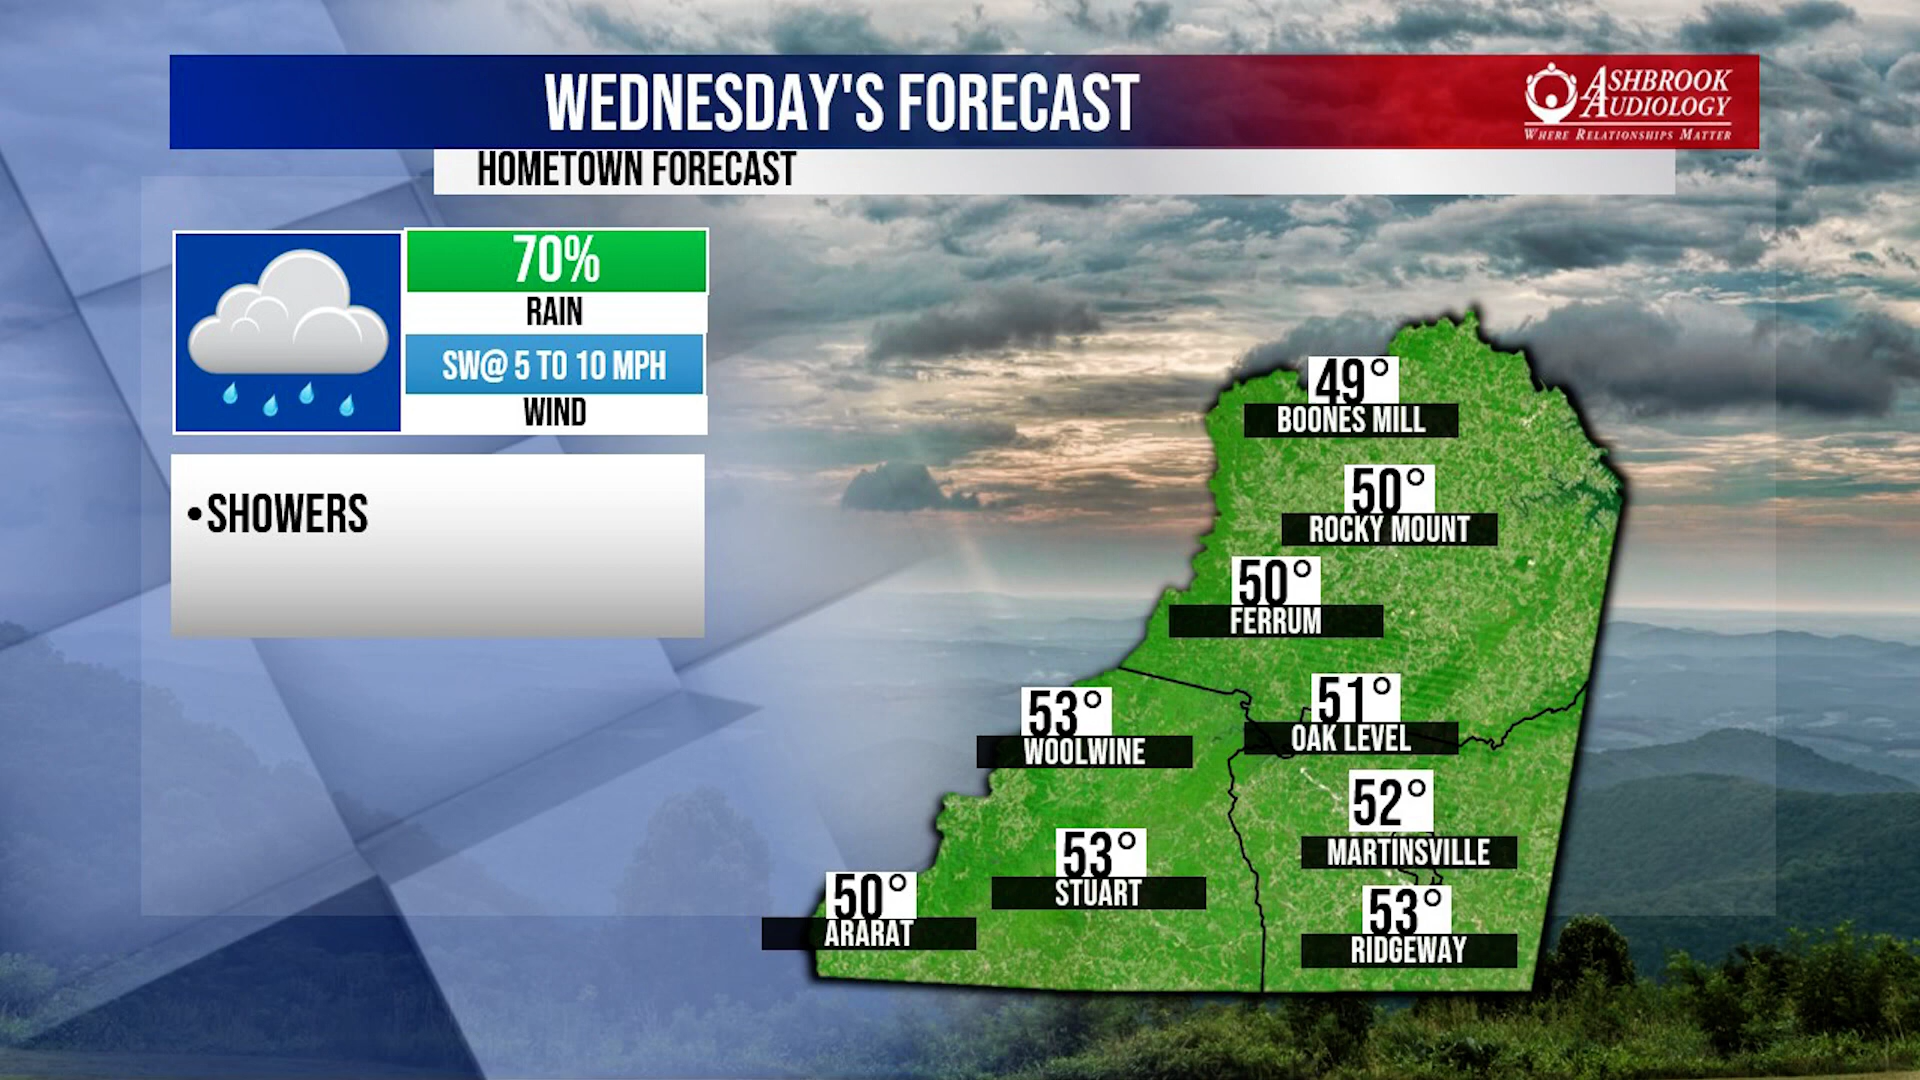 WEDNESDAY'S FORECAST
ASHBROOK
AUDIOLOGY
WHERE RELATIONSHIPS MATTER
HOMETOWN FORECAST
70%
RAIN
SW@ 5 TO 10 MPH
WIND
•SHOWERS
49°
BOONES MILL
50°
ROCKY MOUNT
50°
FERRUM
51°
OAK LEVEL
53°
WOOLWINE
52°
MARTINSVILLE
53°
STUART
50°
ARARAT
53°
RIDGEWAY